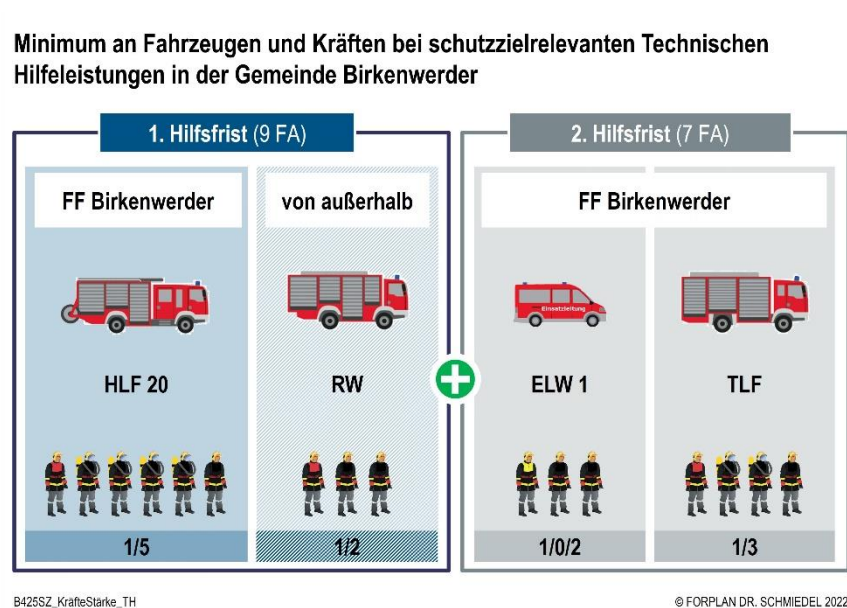 Minimum an Fahrzeugen und Kräften bei schutzzielrelevanten Technischen
Hilfeleistungen in der Gemeinde Birkenwerder
1. Hilfsfrist (9 FA)
FF Birkenwerder
von außerhalb
HLF 20
RW
1/5
1/2
2. Hilfsfrist (7 FA)
FF Birkenwerder
Einsatzleitung
ELW 1
TLF
1/0/2
1/3
B425SZ_KräfteStärke_TH
© FORPLAN DR. SCHMIEDEL 2022